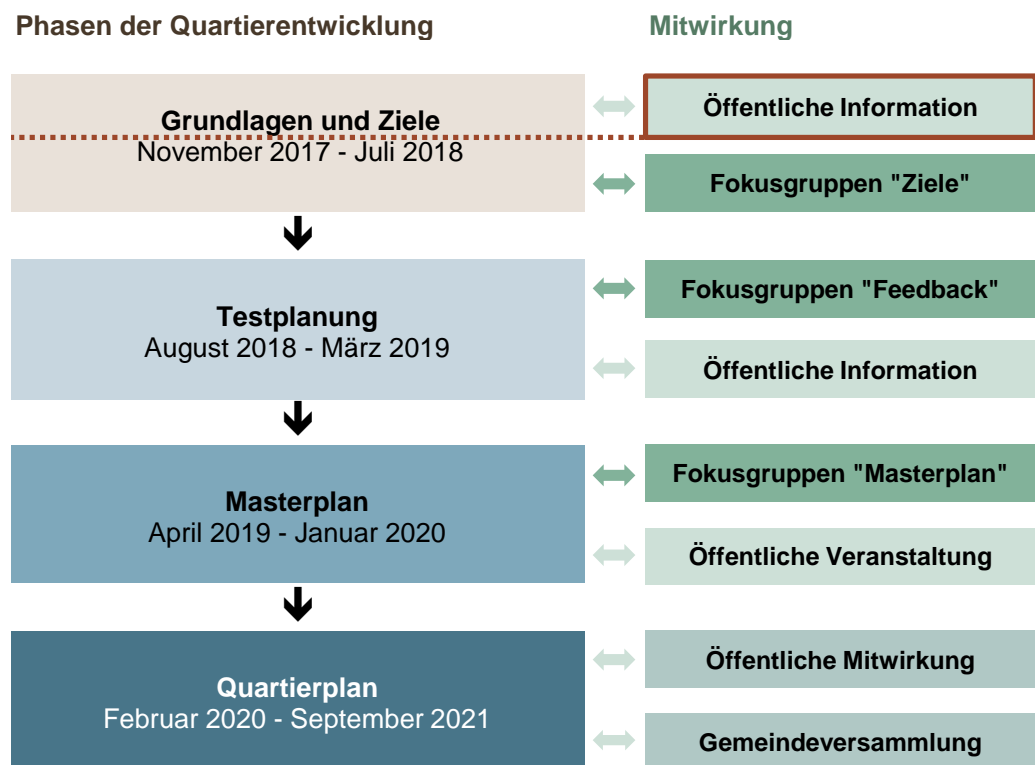 Phasen der Quartierentwicklung
Mitwirkung
Grundlagen und Ziele
November 2017 - Juli 2018
Öffentliche Information
Fokusgruppen "Ziele"
Testplanung
August 2018 - März 2019
Fokusgruppen "Feedback"
Öffentliche Information
Masterplan
April 2019 - Januar 2020
Fokusgruppen "Masterplan"
Öffentliche Veranstaltung
Quartierplan
Februar 2020 - September 2021
Öffentliche Mitwirkung
Gemeindeversammlung